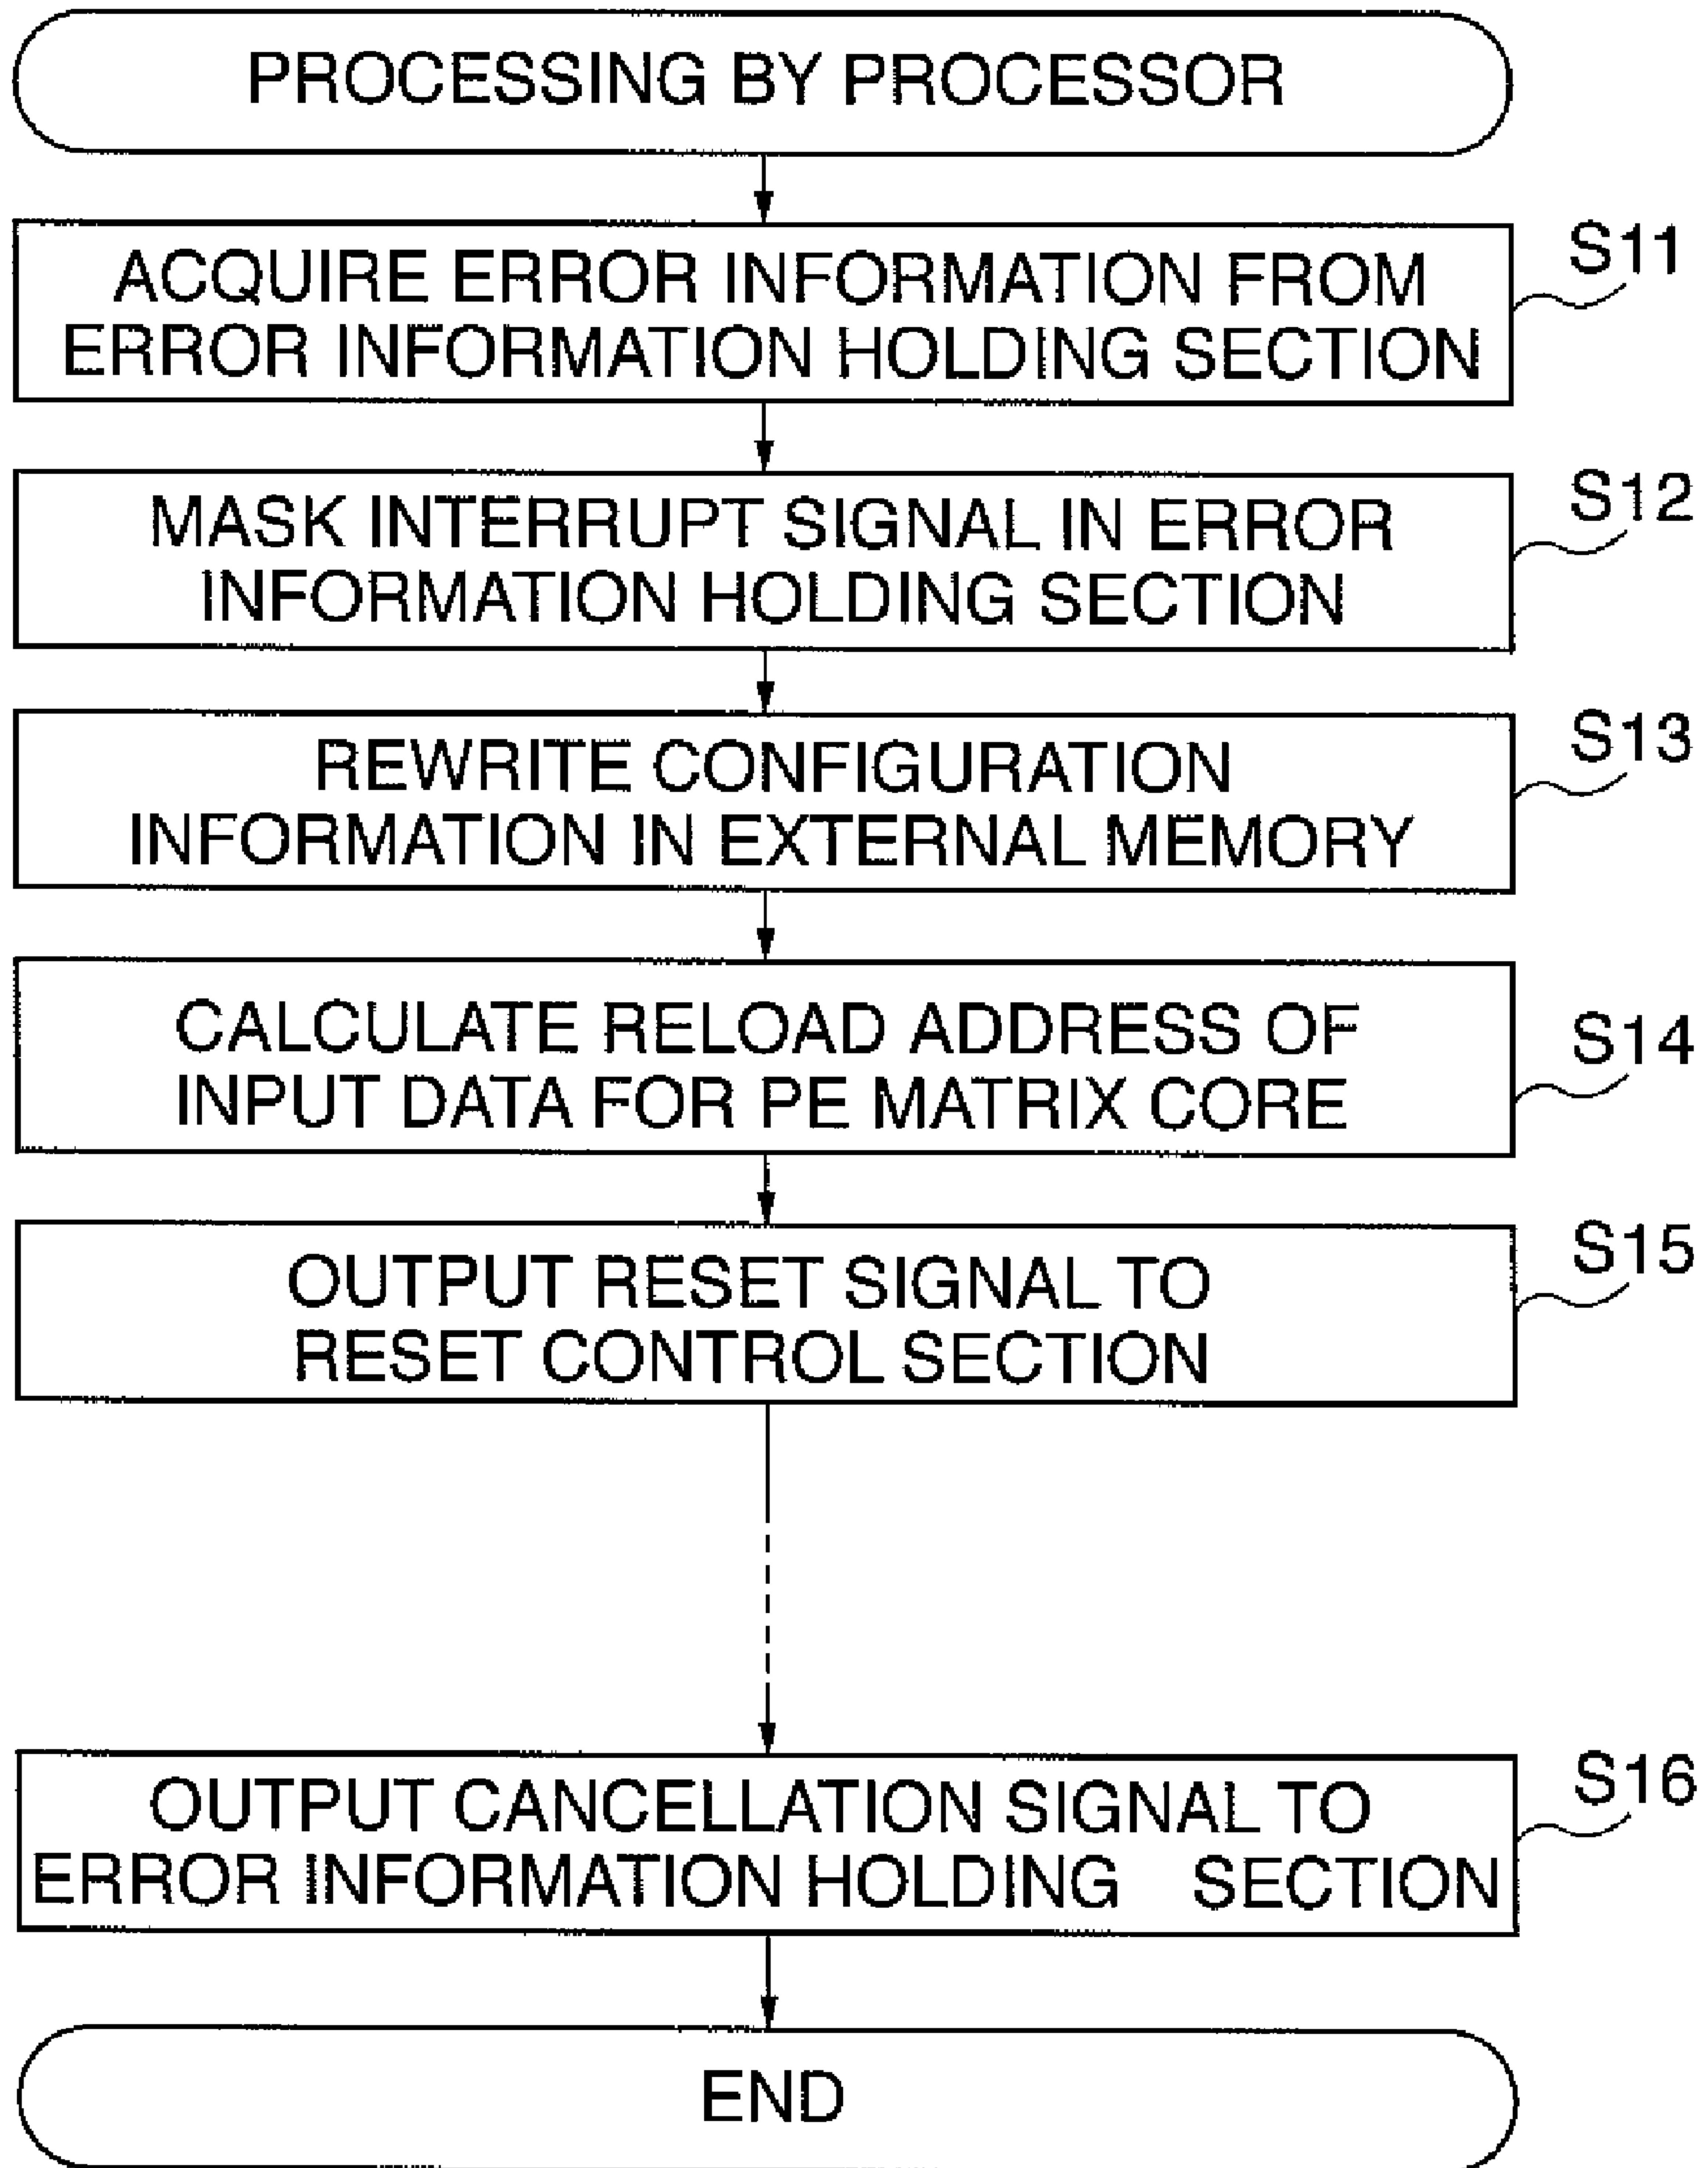 PROCESSING BY PROCESSOR
S11
ACQUIRE ERROR INFORMATION FROM
ERROR INFORMATION HOLDING SECTION
S12
MASK INTERRUPT SIGNAL IN ERROR
INFORMATION HOLDING SECTION
S13
REWRITE CONFIGURATION
INFORMATION IN EXTERNAL MEMORY
S14
CALCULATE RELOAD ADDRESS OF
INPUT DATA FOR PE MATRIX CORE
S15
OUTPUT RESET SIGNAL TO
RESET CONTROL SECTION
S16
OUTPUT CANCELLATION SIGNAL TO
ERROR INFORMATION HOLDING SECTION
END